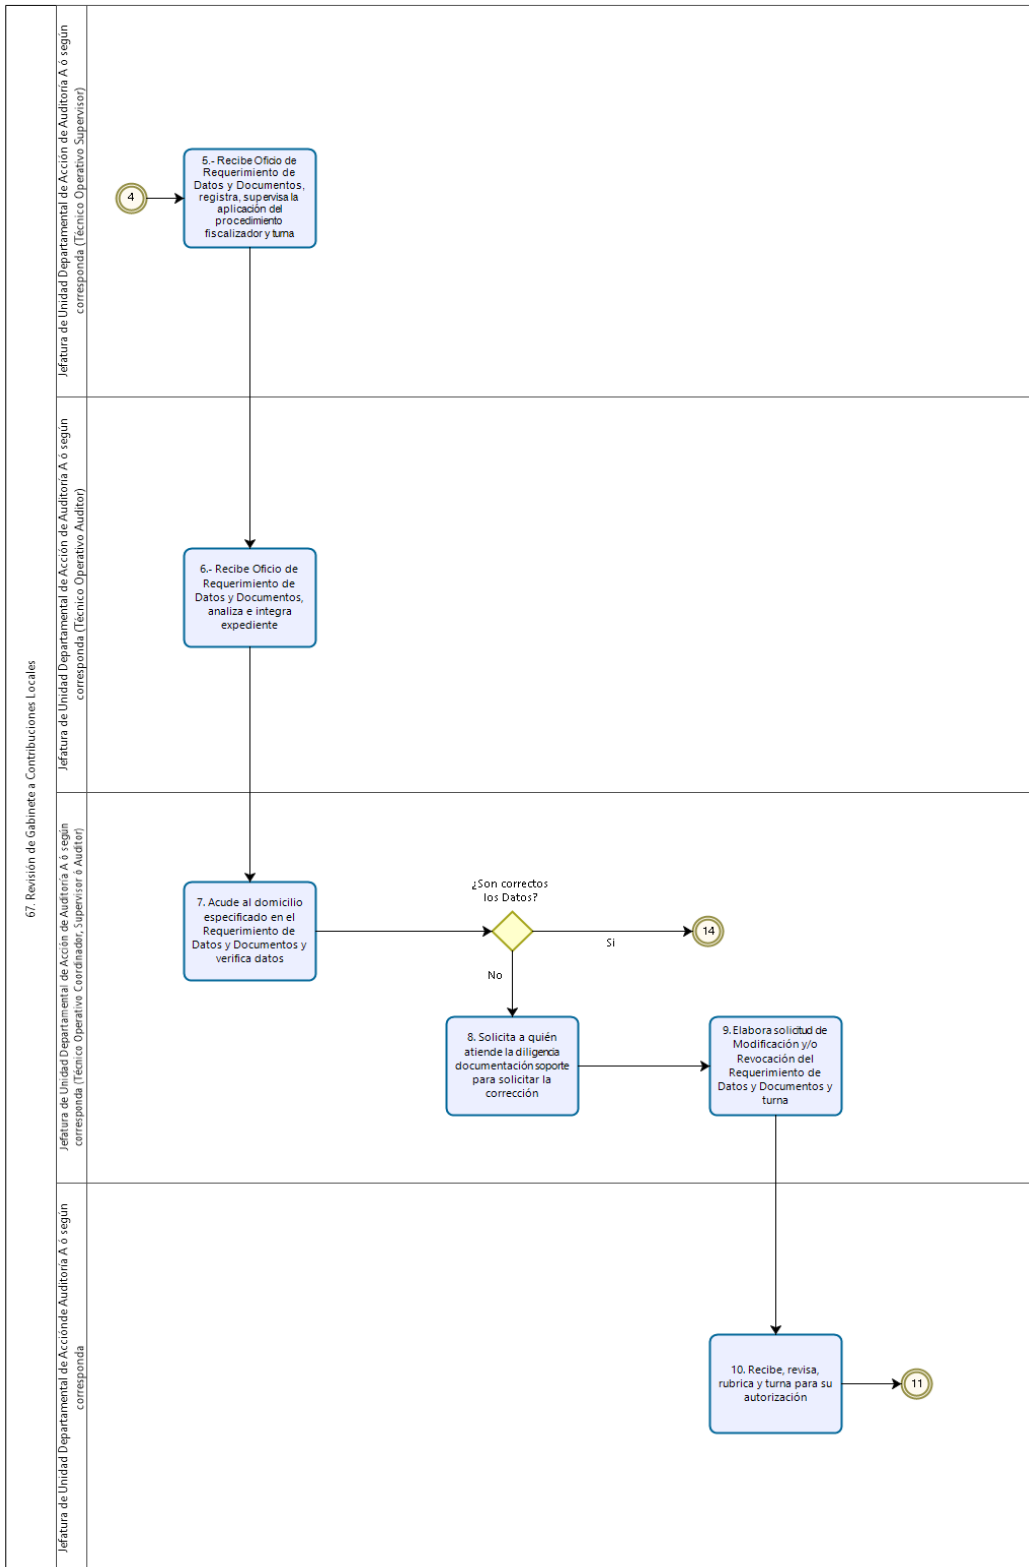 67. Revisión de Gabinete a Contribuciones Locales
Jefatura de Unidad Departamental de Acción de Auditoría A ó según
corresponda (Técnico Operativo Supervisor)
4
5.- Recibe Oficio de
Requerimiento de
Datos y Documentos,
registra, supervisa la
aplicación del
procedimiento
fiscalizador y turna
Jefatura de Unidad Departamental de Acción de Auditoría A ó según
corresponda (Técnico Operativo Auditor)
6.- Recibe Oficio de
Requerimiento de
Datos y Documentos,
analiza e integra
expediente
Jefatura de Unidad Departamental de Acción de Auditoría A ó según
corresponda (Técnico Operativo Coordinador, Supervisor ó Auditor)
7. Acude al domicilio
especificado en el
Requerimiento de
Datos y Documentos y
verifica datos
¿Son correctos
los Datos?
Si
14
No
8. Solicita a quién
atiende la diligencia
documentación soporte
para solicitar la
corrección
9. Elabora solicitud de
Modificación y/o
Revocación del
Requerimiento de
Datos y Documentos y
turna
Jefatura de Unidad Departamental de Acciónde Auditoría A ó según
corresponda
10. Recibe, revisa,
rubrica y turna para su
autorización
11